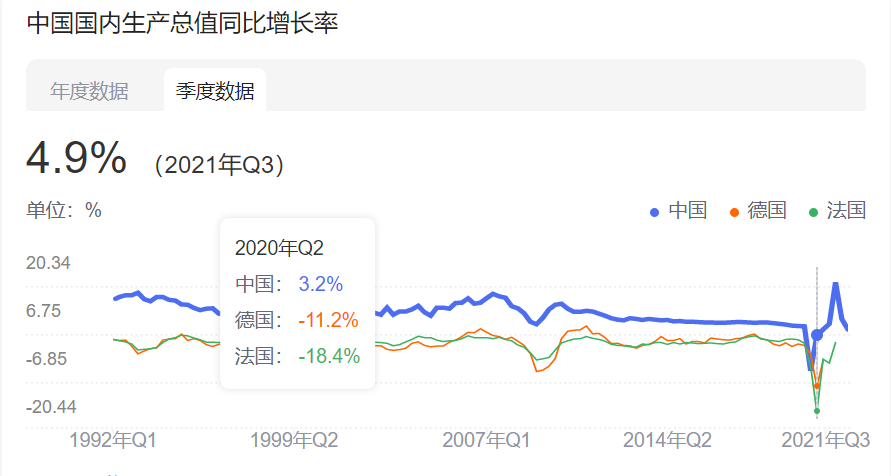 中国国内生产总值同比增长率
年度数据 季度数据
4.9% （2021年Q3）
单位：% 中国 德国 法国
2020年Q2
中国： 3.2%
德国： -11.2%
法国： -18.4%
20.34
6.75
-6.85
-20.44
1992年Q1 1999年Q2 2007年Q1 2014年Q2 2021年Q3